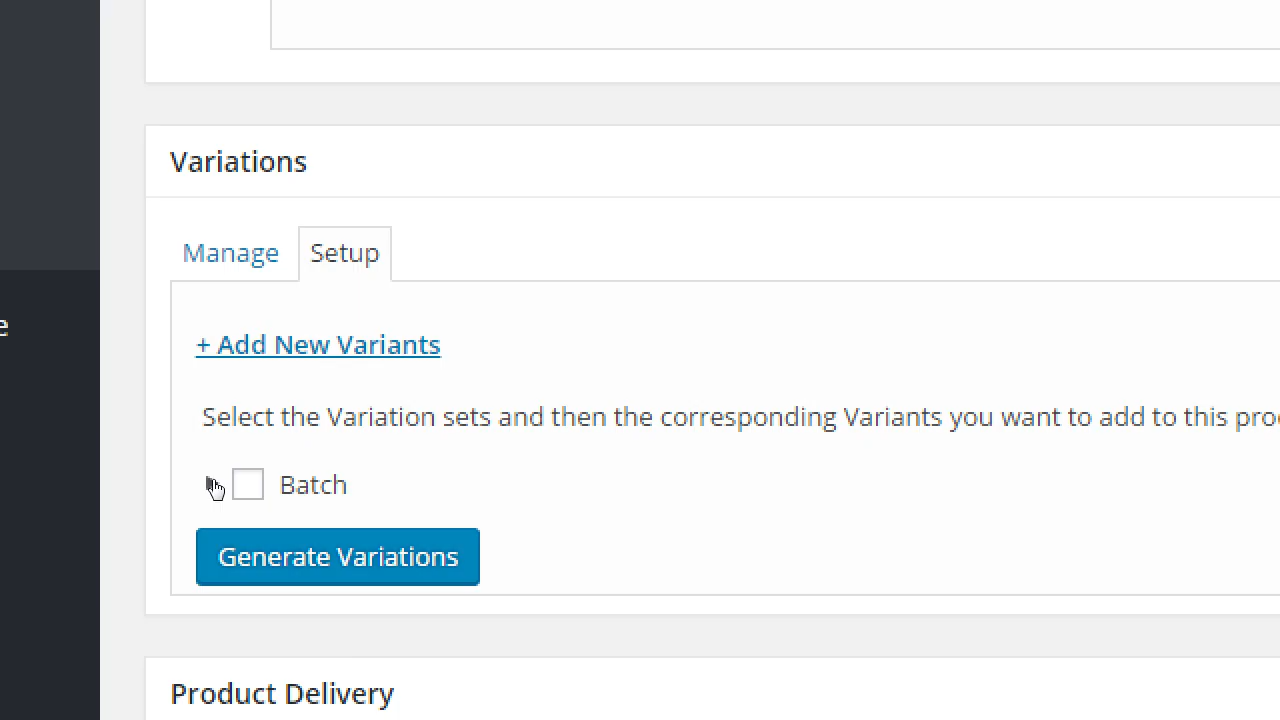 Variations
Manage Setup
+ Add New Variants
Select the Variation sets and then the corresponding Variants you want to add to this
e
Batch
Generate Variations
Product Delivery